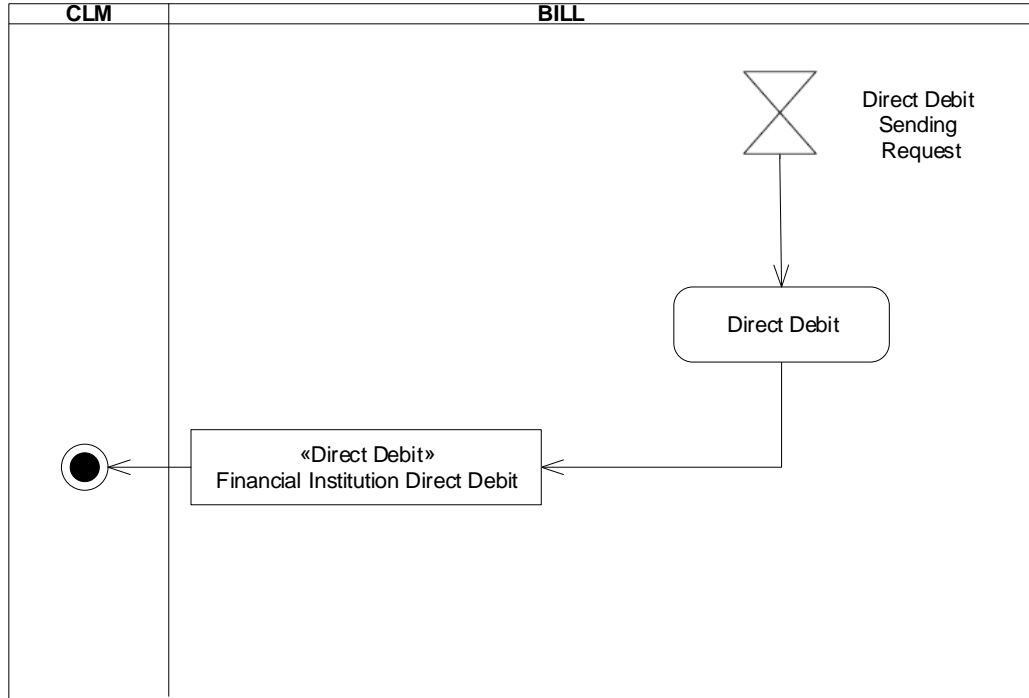 CLM
BILL
Direct Debit
Sending
Request
Direct Debit
«Direct Debit»
Financial Institution Direct Debit